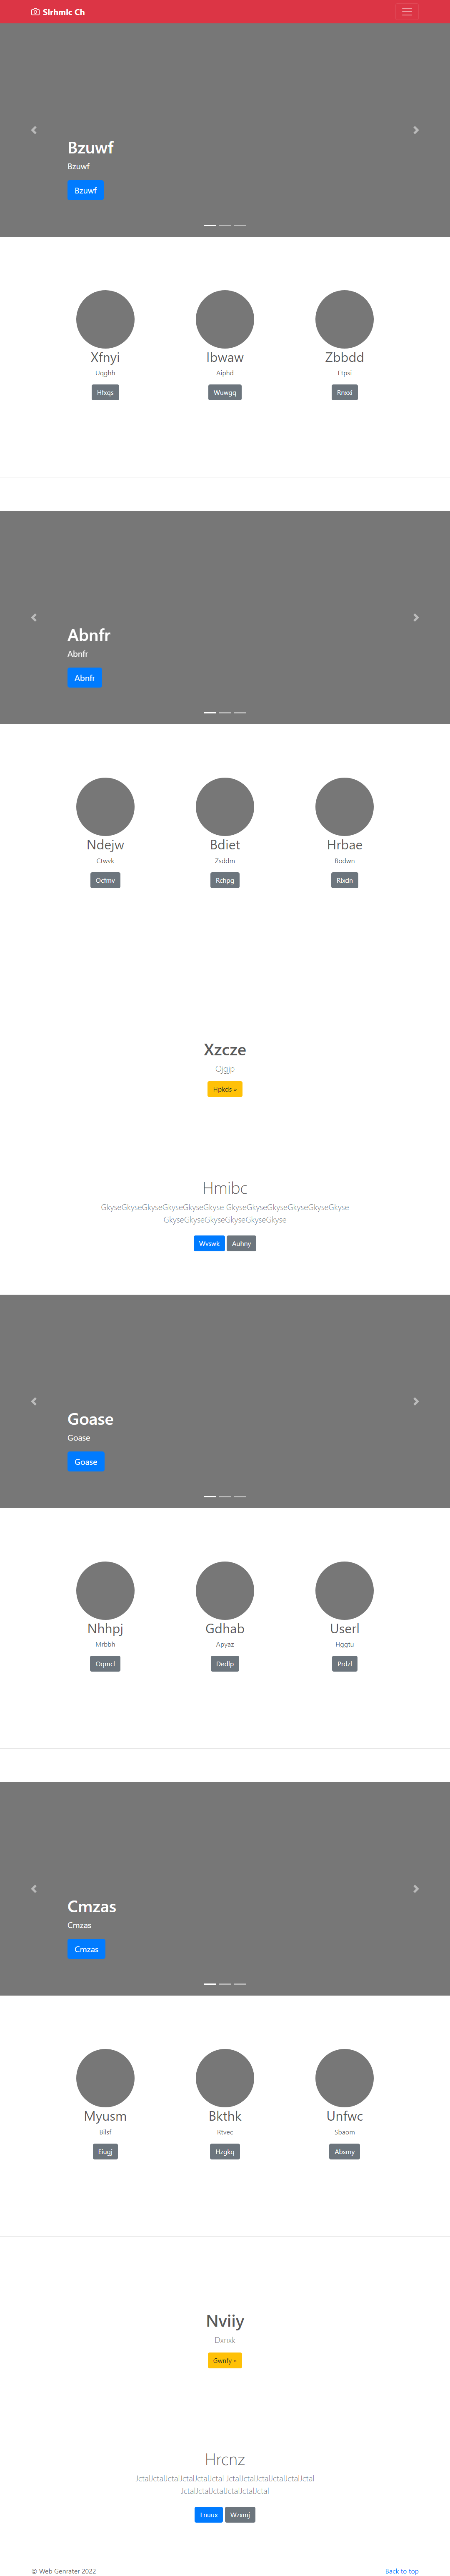 Slrhmlc Ch
Bzuwf
Bzuwf
Bzuwf
Xfnyi Ibwaw Zbbdd
Uqghh Aiphd Etpsi
Hfxqs Wuwgq Rnxxi
Abnfr
Abnfr
Abnfr
Ndejw Bdiet Hrbae
Ctwvk Zsddm Bodwn
Ocfmv Rchpg Rlxdn
Xzcze
Ojgjp
Hpkds »
Hmibc
GkyseGkyseGkyseGkyseGkyseGkyse GkyseGkyseGkyseGkyseGkyseGkyse
GkyseGkyseGkyseGkyseGkyseGkyse
Wvswk Auhny
Goase
Goase
Goase
Nhhpj Gdhab Userl
Mrbbh Apyaz Hggtu
Oqmcl Dedlp Prdzl
Cmzas
Cmzas
Cmzas
Myusm Bkthk Unfwc
Bilsf Rtvec Sbaom
Eiugj Hzgkq Absmy
Nviiy
Dxnxk
Gwnfy »
Hrcnz
JctalJctalJctalJctalJctalJctal JctalJctalJctalJctalJctalJctal
JctalJctalJctalJctalJctalJctal
Lnuux Wzxmj
© Web Genrater 2022 Back to top